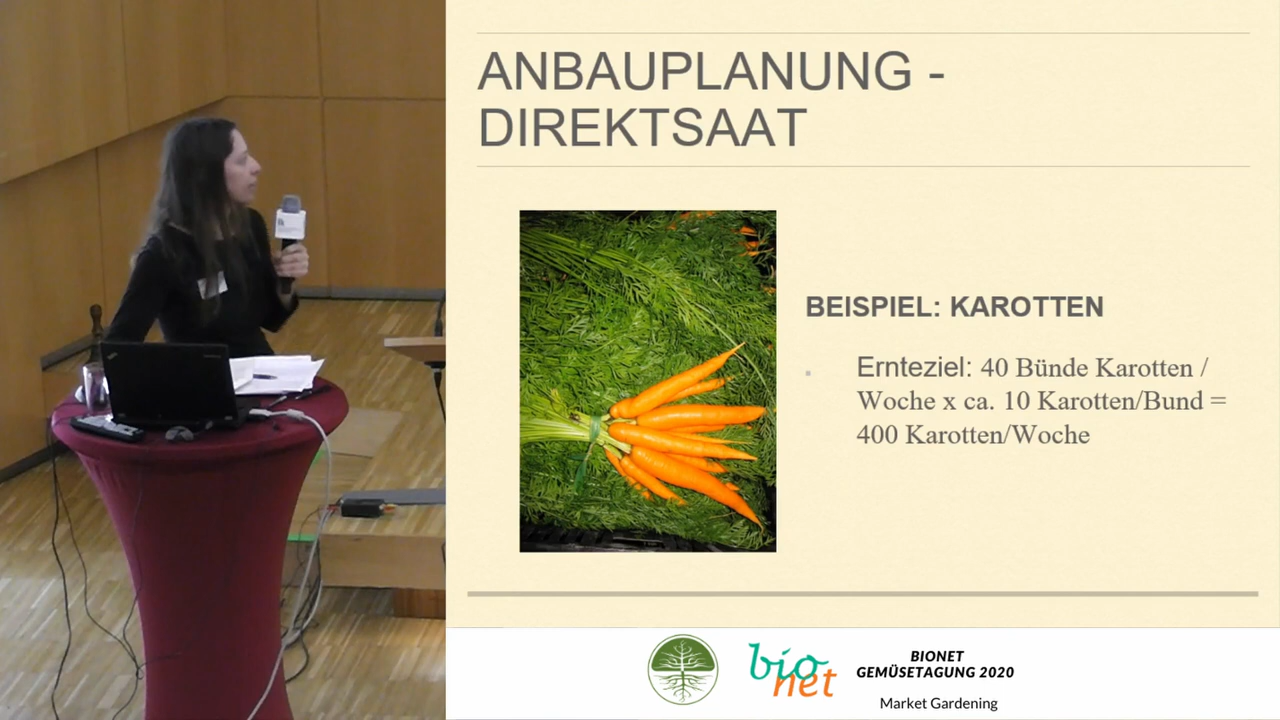 ANBAUPLANUNG -
DIREKTSAAT
BEISPIEL: KAROTTEN
Ernteziel: 40 Bünde Karotten /
Woche x ca. 10 Karotten/Bund =
400 Karotten/Woche
bio
net
BIONET
GEMÜSETAGUNG 2020
Market Gardening